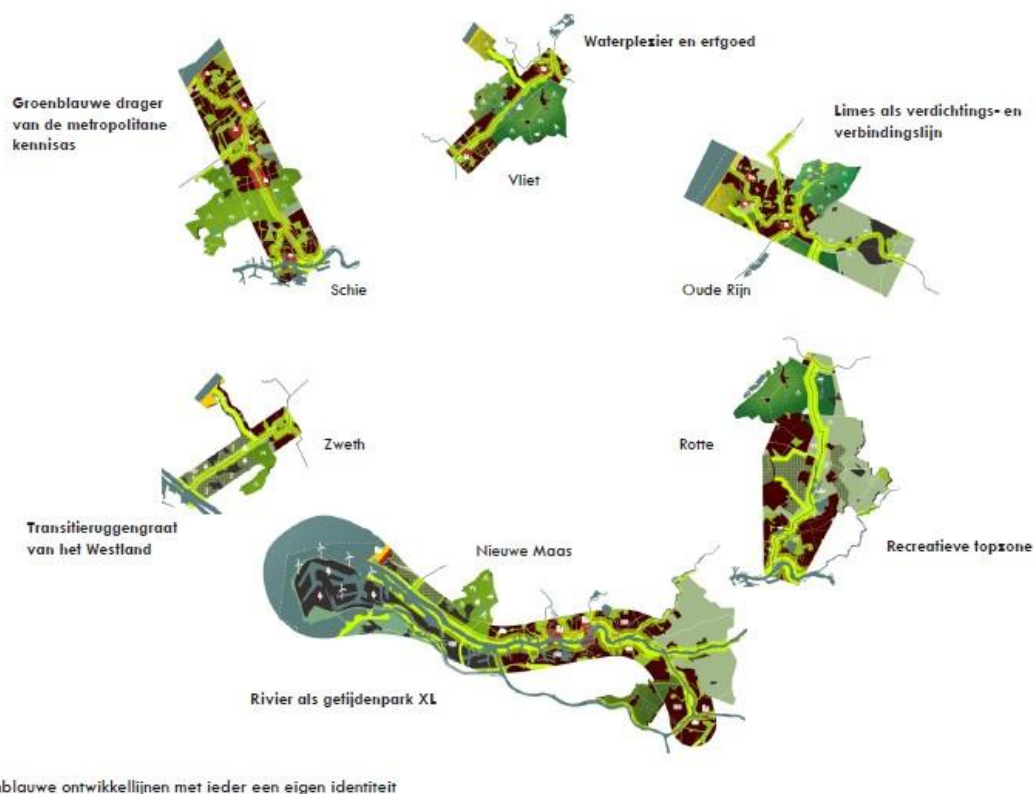 Waterplezier en erfgoed
Groenblauwe drager
van de metropolitane
kennisas
Limes als verdichtings- en
verbindingslijn
Vliet
Schie
Oude Rijn
Zweth
Rotte
Transitieruggengraat
van het Westland
Nieuwe Maas
Recreatieve topzone
Rivier als getijdenpark XL
blauwe ontwikkellijnen met ieder een eigen identiteit